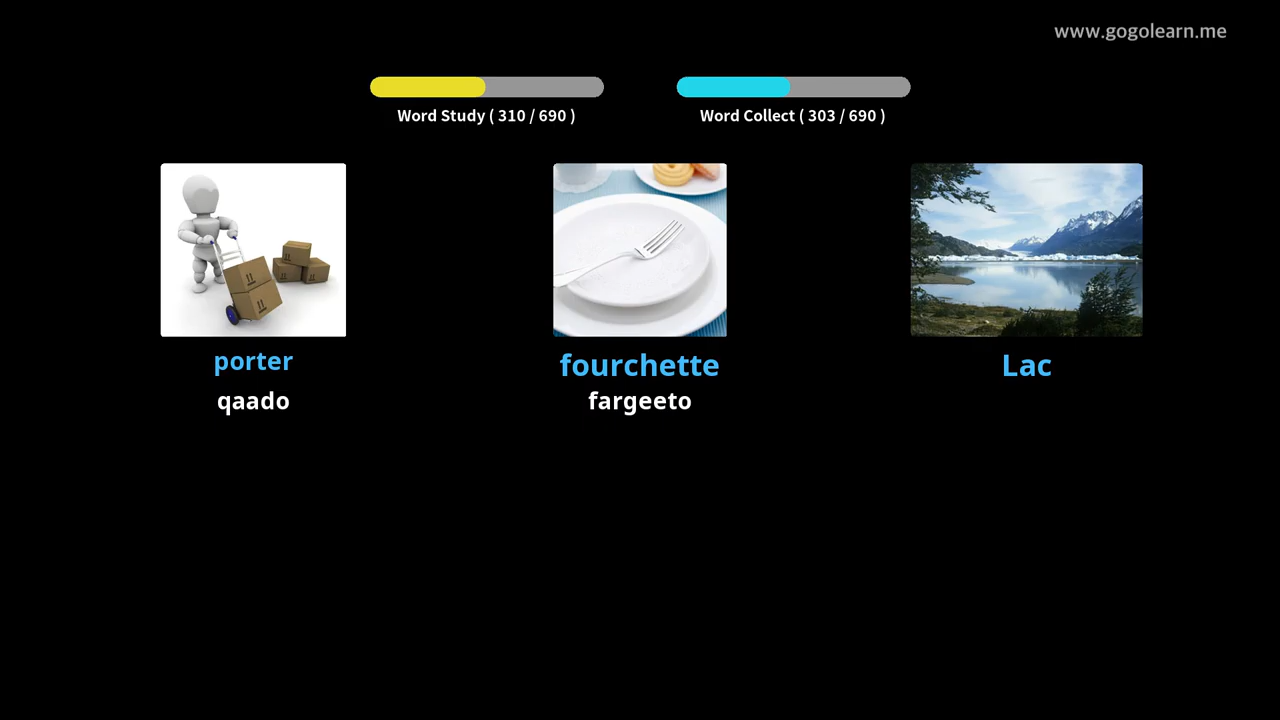 www.gogolearn.me
Word Study ( 310 / 690 )
Word Collect ( 303 / 690 )
porter
qaado
fourchette
fargeeto
Lac